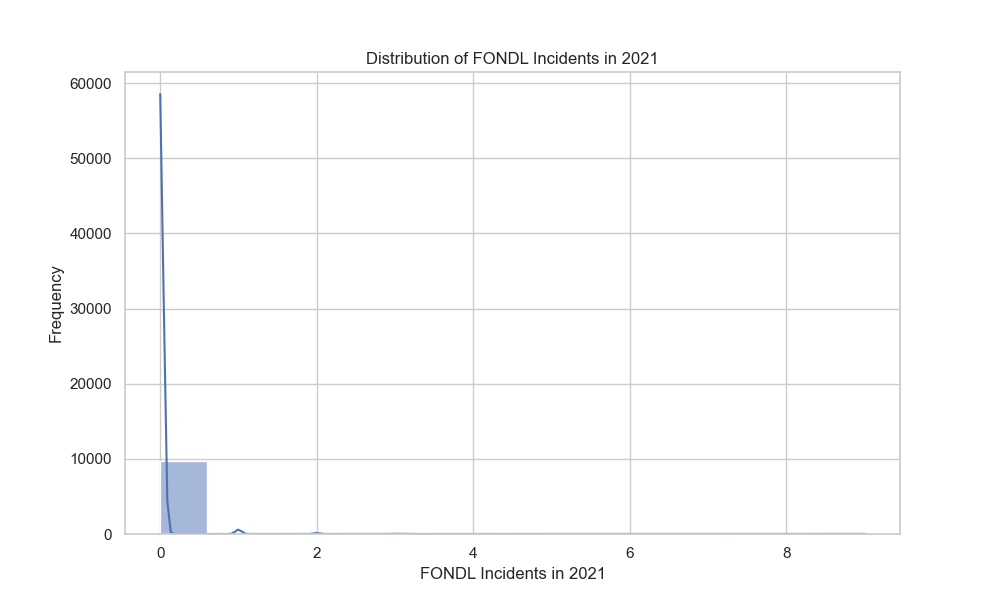 Distribution of FONDL Incidents in 2021
60000
50000
40000
30000
20000
10000
0
Frequency
0 2 4 6 8
FONDL Incidents in 2021